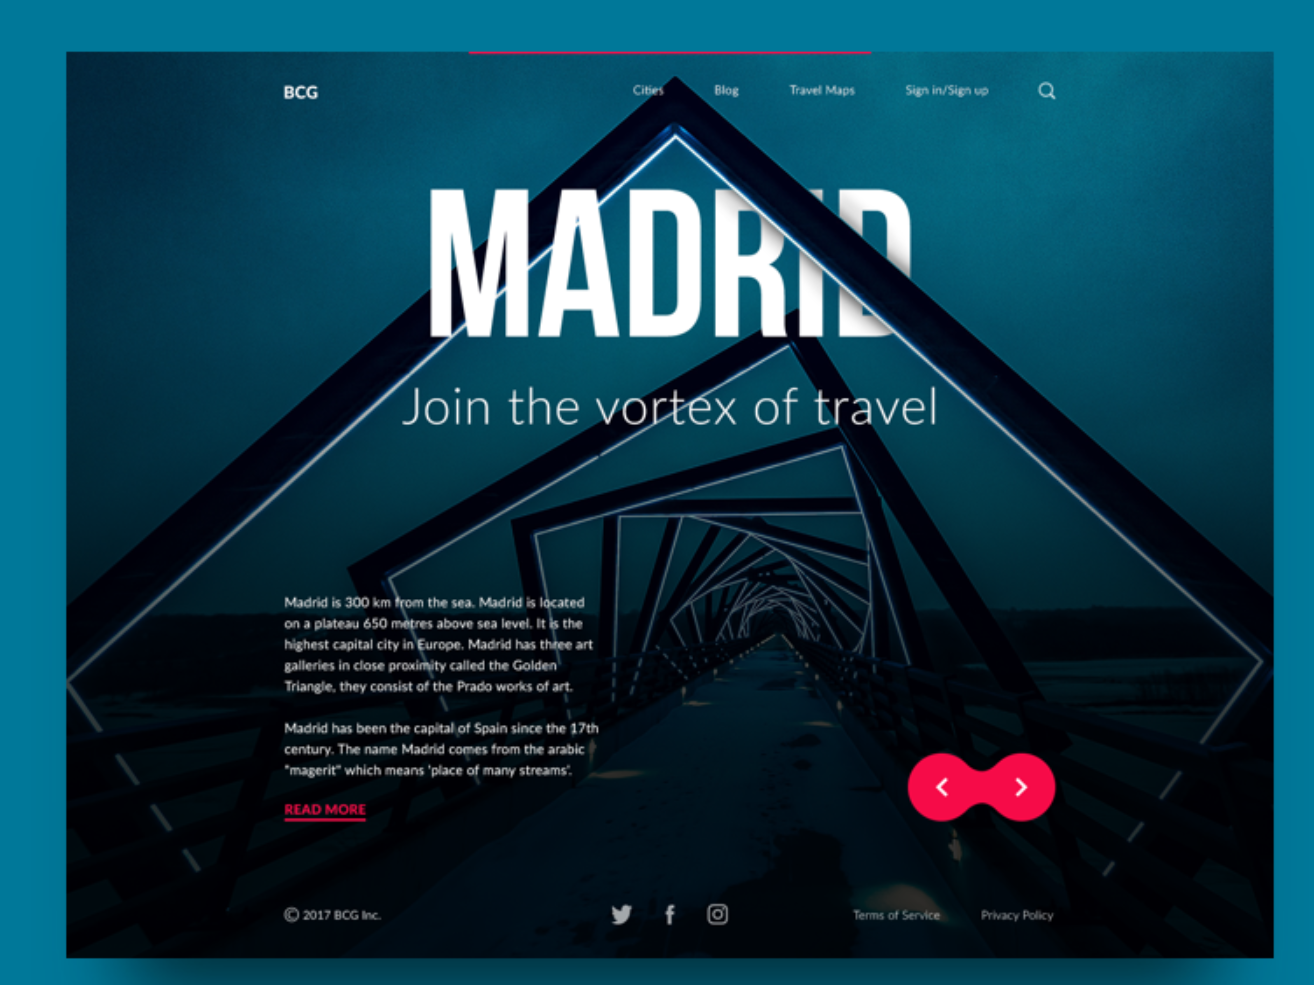 BCG
Cities Blog Travel Maps Sign in/Sign up
MADRID
Join the vortex of travel
Madrid is 300 km from the sea. Madrid is located
on a plateau 650 metres above sea level. It is the
highest capital city in Europe. Madrid has three art
galleries in close proximity called the Golden
Triangle, they consist of the Prado works of art.
Madrid has been the capital of Spain since the 17th
century. The name Madrid comes from the arabic
"magerit" which means 'place of many streams'.
READ MORE
© 2017 BCG Inc.
Terms of Service Privacy Policy